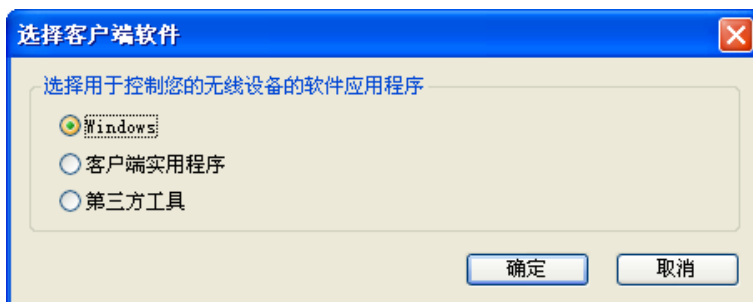 选择客户端软件
选择用于控制您的无线设备的软件应用程序
Windows
客户端实用程序
第三方工具
确定
取消